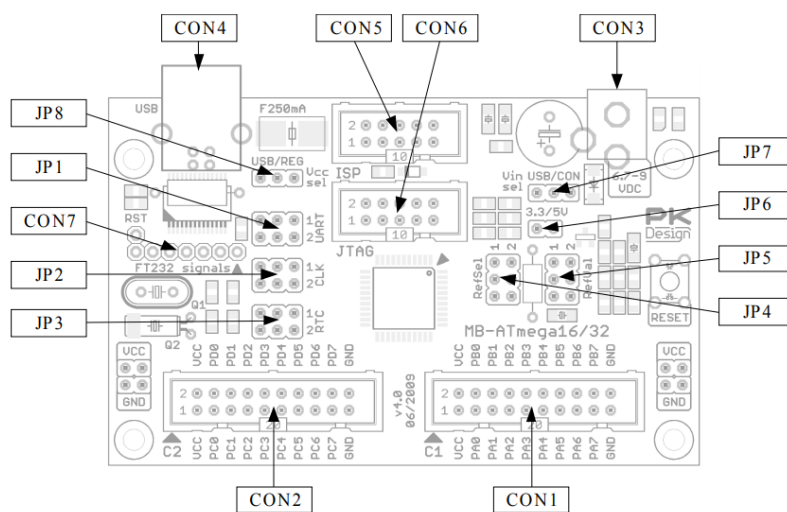 CON4
CON5
CON6
CON3
JP8
JP1
CON7
JP2
JP3
JP7
JP6
JP5
JP4
CON2
CON1
USB
F250mA
USB/REG
Vcc
sel
ISP
2
1
10
JTAG
2
1
10
Vin USB/CON
sel
6./-9
VDC
3.3/5V
PK
Design
RST
1
2
UART
FT232 signals
1
2
CLK
1
2
RTC
Q1
Q2
1 2
RefSel
1 2
RefVal
RESET
MB-ATmega16/32
VCC
GND
VCC PD0 PD1 PD2 PD3 PD4 PD5 PD6 PD7 GND
2
1
20
C2
VCC PC0 PC1 PC2 PC3 PC4 PC5 PC6 PC7 GND
v4.0
06/2009
VCC PB0 PB1 PB2 PB3 PB4 PB5 PB6 PB7 GND
2
1
20
C1
VCC PA0 PA1 PA2 PA3 PA4 PA5 PA6 PA7 GND
VCC
GND